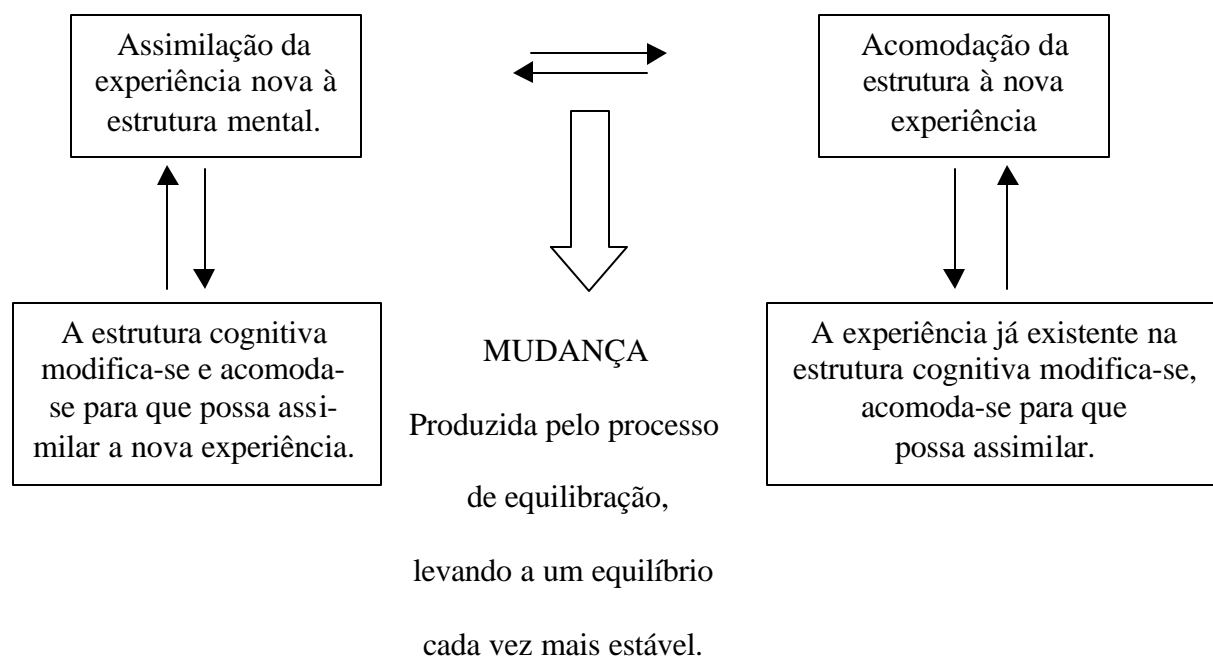 Assimilação da
experiência nova à
estrutura mental.
Acomodação da
estrutura à nova
experiência
A estrutura cognitiva
modifica-se e acomoda-
se para que possa assi-
milar a nova experiência.
MUDANÇA
Produzida pelo processo
de equilibração,
levando a um equilíbrio
cada vez mais estável.
A experiência já existente na
estrutura cognitiva modifica-se,
acomoda-se para que
possa assimilar.